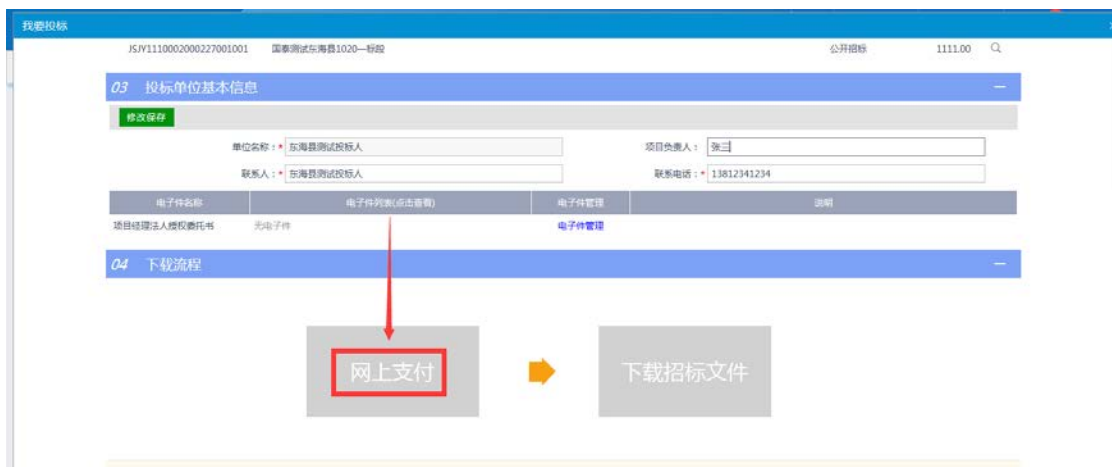 我要投标
JSJY1110002000227001001 国泰测试东海县1020—标段 公开招标 1111.00
03 投标单位基本信息
修改保存
单位名称：* 东海县测试投标人 项目负责人： 张三
联系人：* 东海县测试投标人 联系电话：* 13812341234
电子件名称 电子件列表(点击查看) 电子件管理 说明
项目经理法人授权委托书 无电子件 电子件管理
04 下载流程
网上支付 下载招标文件